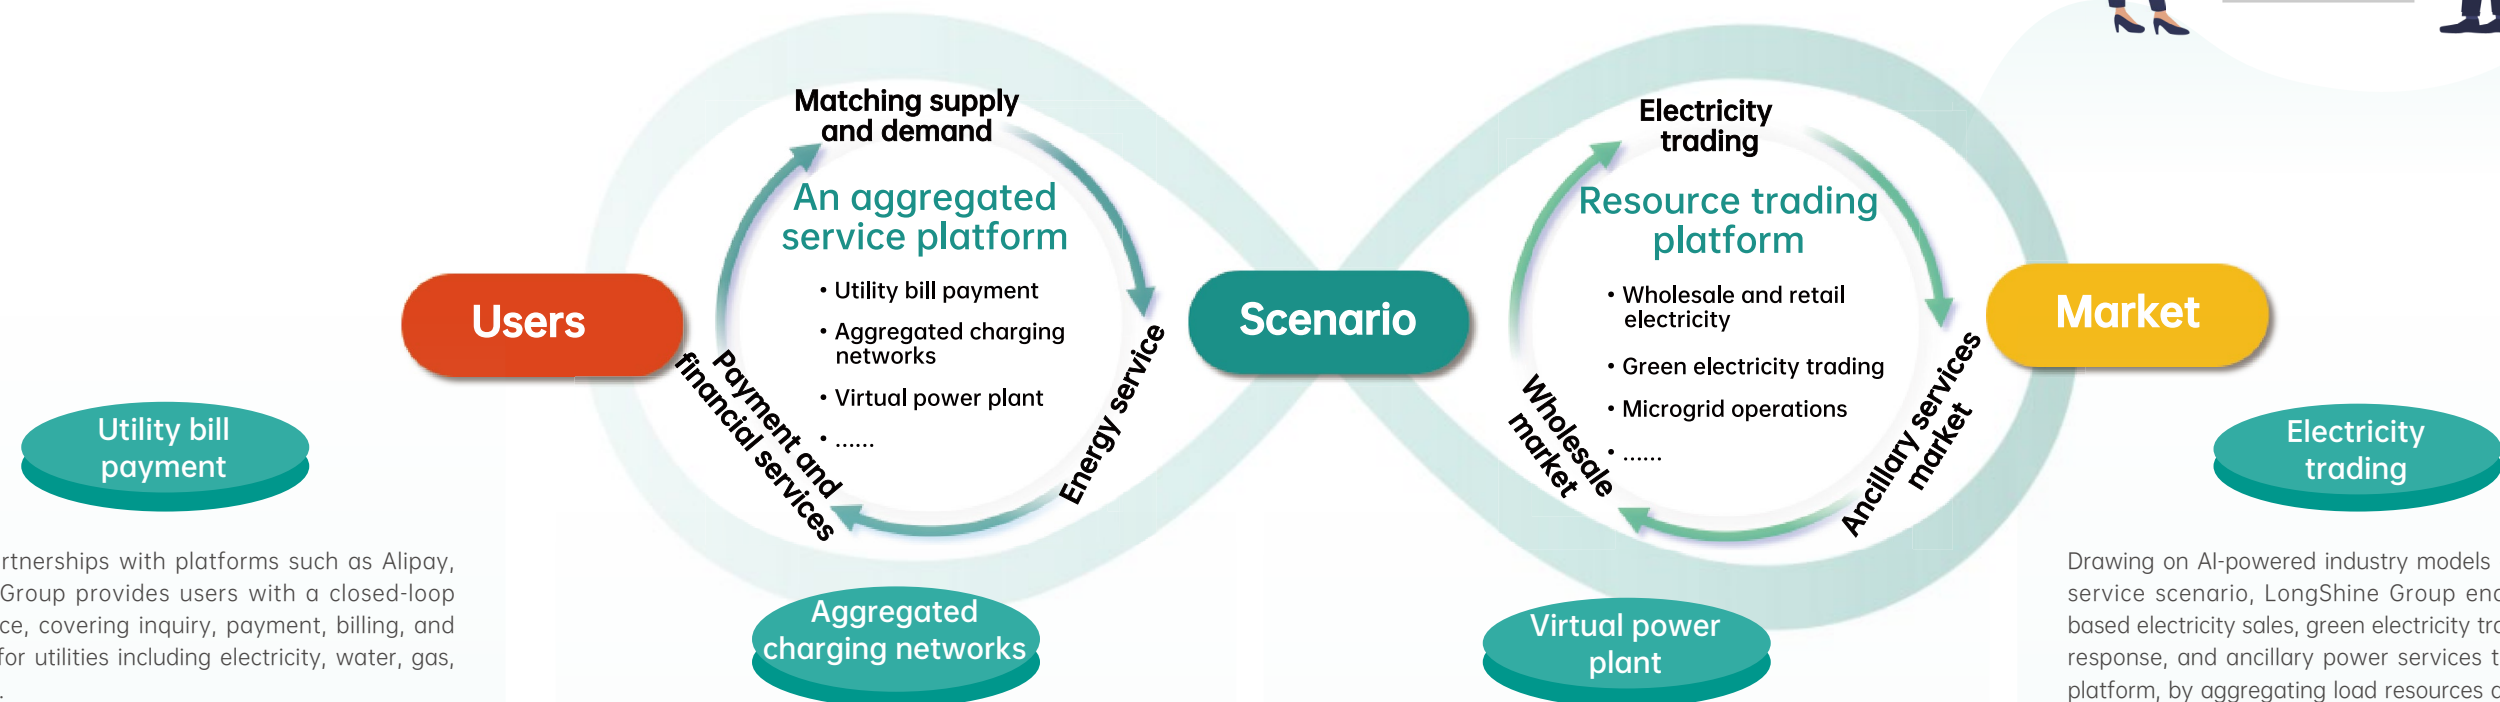 Matching supply
and demand
An aggregated
service platform
• Utility bill payment
• Aggregated charging
networks
• Virtual power plant
• ......
Payment and
financial services
Energy service
Users
Scenario
Electricity
trading
Resource trading
platform
• Wholesale and retail
electricity
• Green electricity trading
• Microgrid operations
• ......
Wholesale
market
Ancillary services
market
Market
Utility bill
payment
with platforms such as Alipay,
Group provides users with a closed-loop
covering inquiry, payment, billing, and
for utilities including electricity, water, gas,
Aggregated
charging networks
Virtual power
plant
Electricity
trading
Drawing on AI-powered industry models
service scenario, LongShine Group
based electricity sales, green electricity
response, and ancillary power services
platform, by aggregating load resources